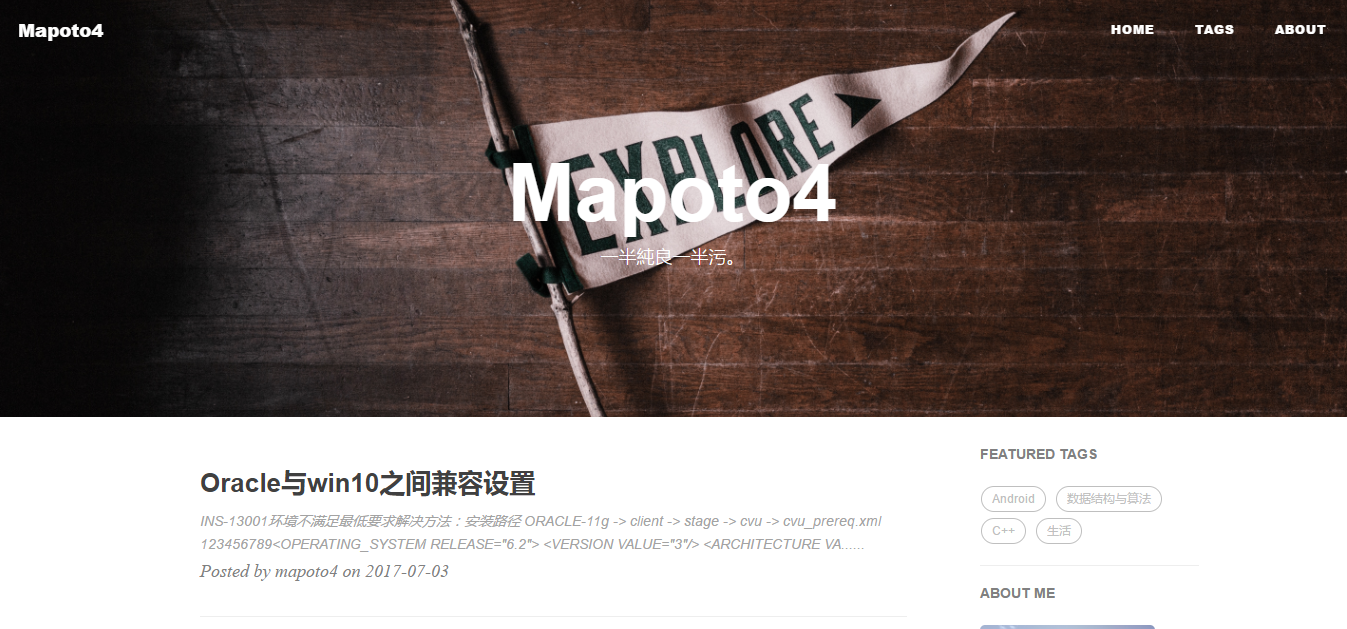 Mapoto4
HOME TAGS ABOUT
EXPLORE
Mapoto4
一半純良一半污。
Oracle与win10之间兼容设置
INS-13001环境不满足最低要求解决方法：安装路径 ORACLE-11g -> client -> stage -> cvu -> cvu_prereq.xml
123456789<OPERATING_SYSTEM RELEASE="6.2"> <VERSION VALUE="3"/> <ARCHITECTURE VA......
Posted by mapoto4 on 2017-07-03
FEATURED TAGS
Android 数据结构与算法
C++ 生活
ABOUT ME